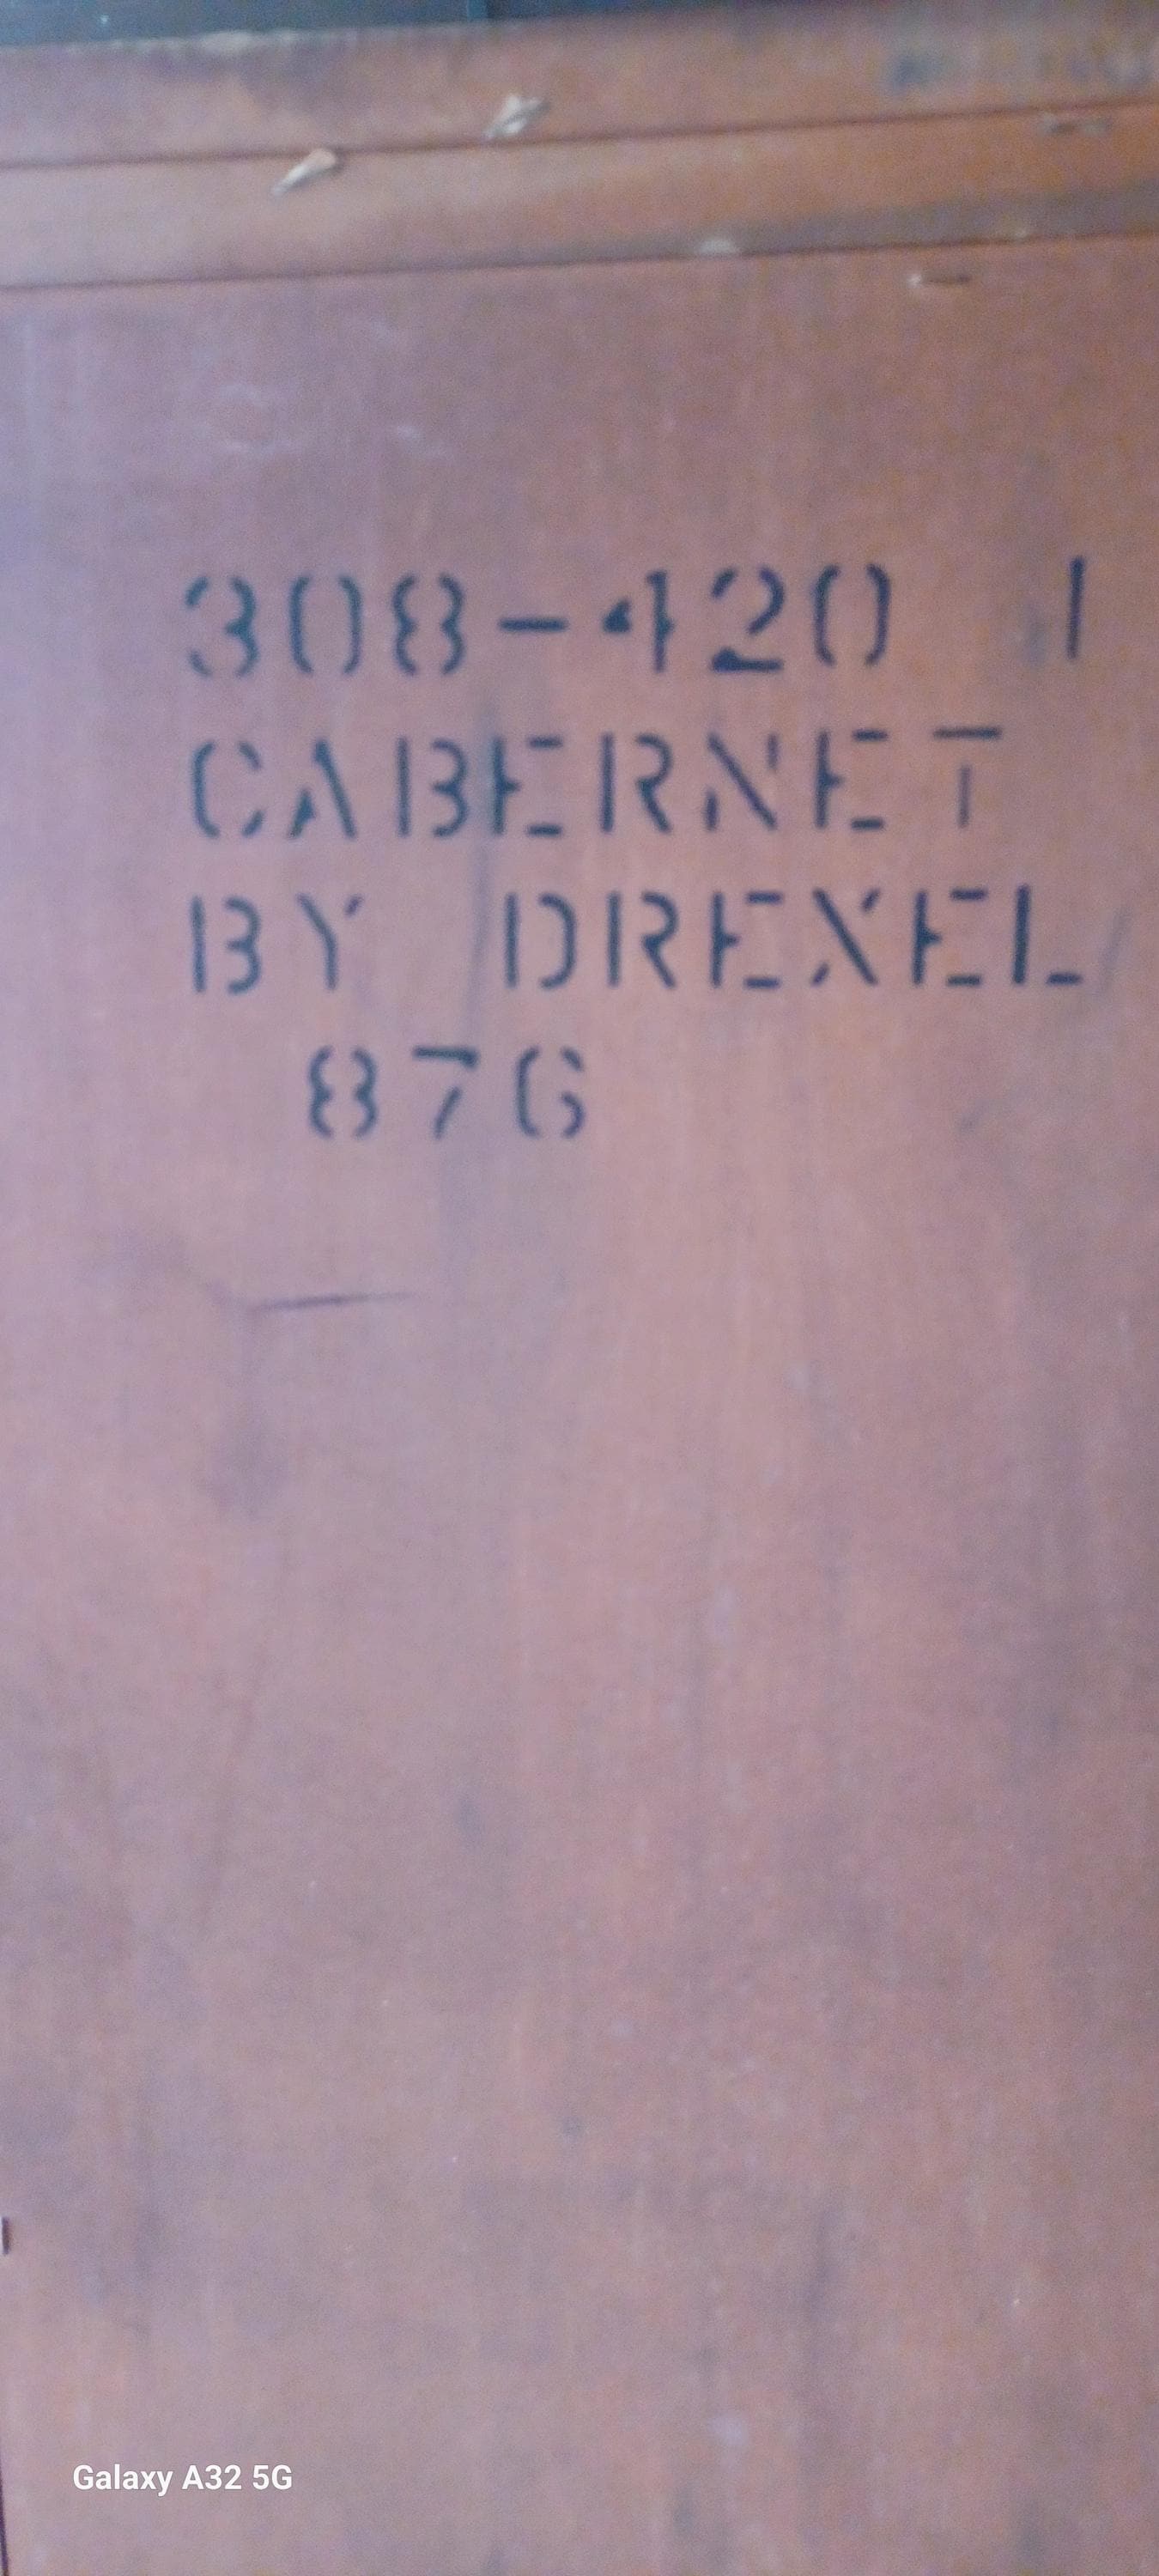 308-420 1
CABERNET
BY DREXEL
876
Galaxy A32 5G